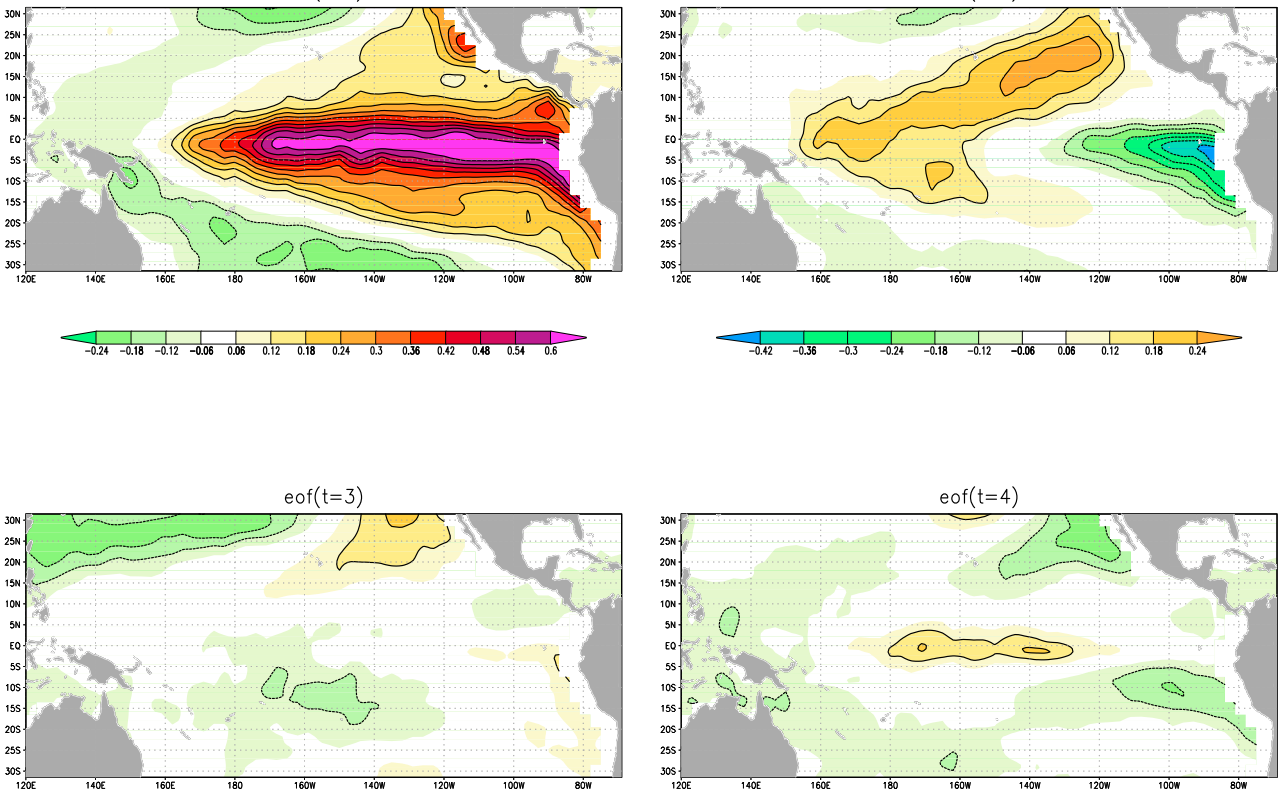 30N
25N
20N
15N
10N
5N
EQ
5S
10S
15S
20S
25S
30S
120E 140E 160E 180 160W 140W 120W 100W 80W
30N
25N
20N
15N
10N
5N
EQ
5S
10S
15S
20S
25S
30S
120E 140E 160E 180 160W 140W 120W 100W 80W
-0.24 -0.18 -0.12 -0.06 0.06 0.12 0.18 0.24 0.3 0.36 0.42 0.48 0.54 0.6
-0.42 -0.36 -0.3 -0.24 -0.18 -0.12 -0.06 0.06 0.12 0.18 0.24
eof(t=3)
30N
25N
20N
15N
10N
5N
EQ
5S
10S
15S
20S
25S
30S
120E 140E 160E 180 160W 140W 120W 100W 80W
eof(t=4)
30N
25N
20N
15N
10N
5N
EQ
5S
10S
15S
20S
25S
30S
120E 140E 160E 180 160W 140W 120W 100W 80W